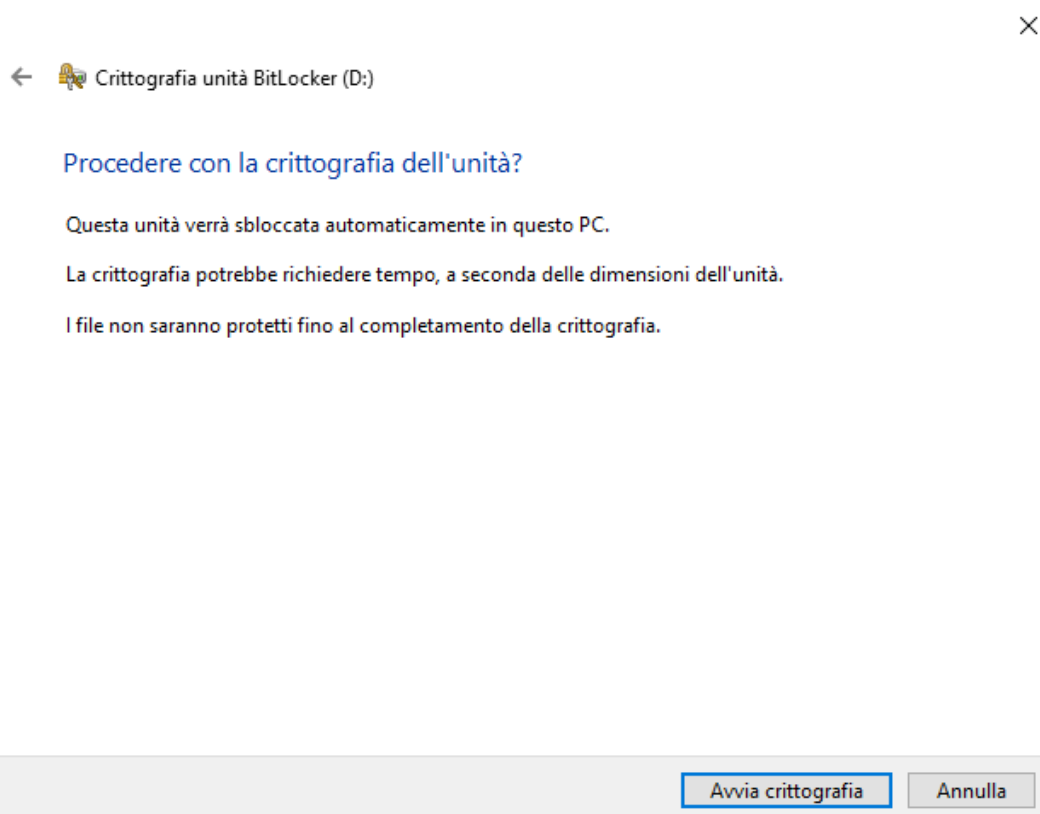 Crittografia unità BitLocker (D:)
Procedere con la crittografia dell'unità?
Questa unità verrà sbloccata automaticamente in questo PC.
La crittografia potrebbe richiedere tempo, a seconda delle dimensioni dell'unità.
I file non saranno protetti fino al completamento della crittografia.
Avvia crittografia
Annulla